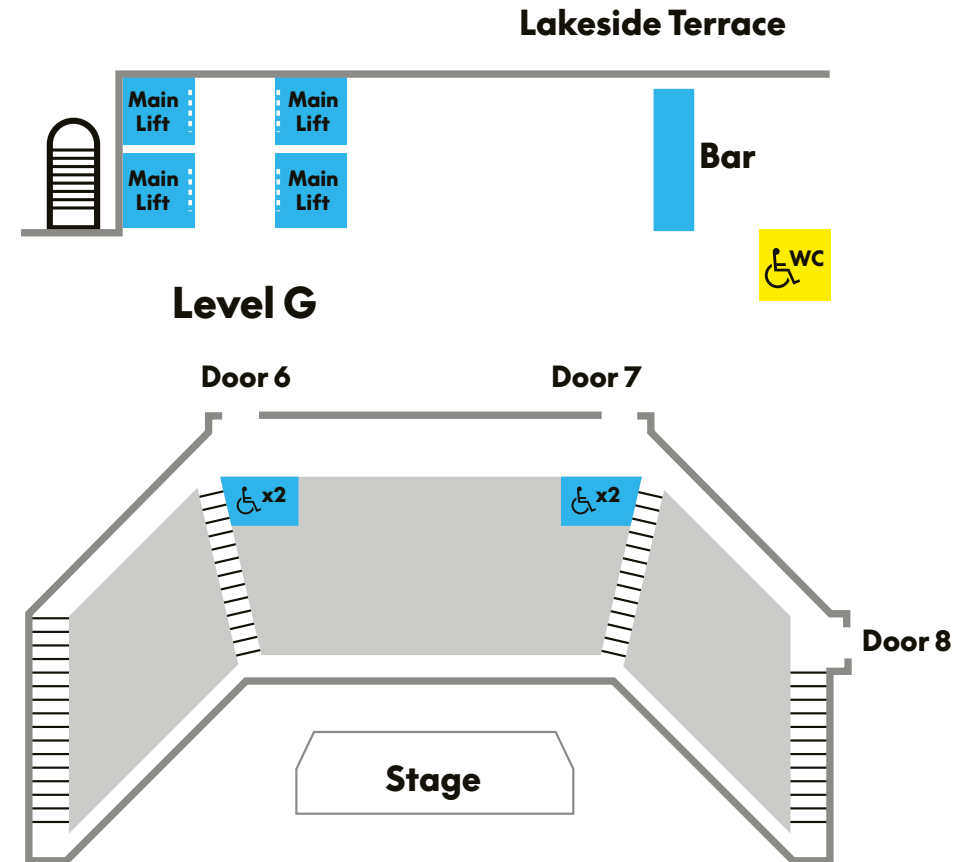 Lakeside Terrace
Main
Lift
Main
Lift
Main
Lift
Main
Lift
Bar
WC
Level G
Door 6
Door 7
x2
x2
Door 8
Stage